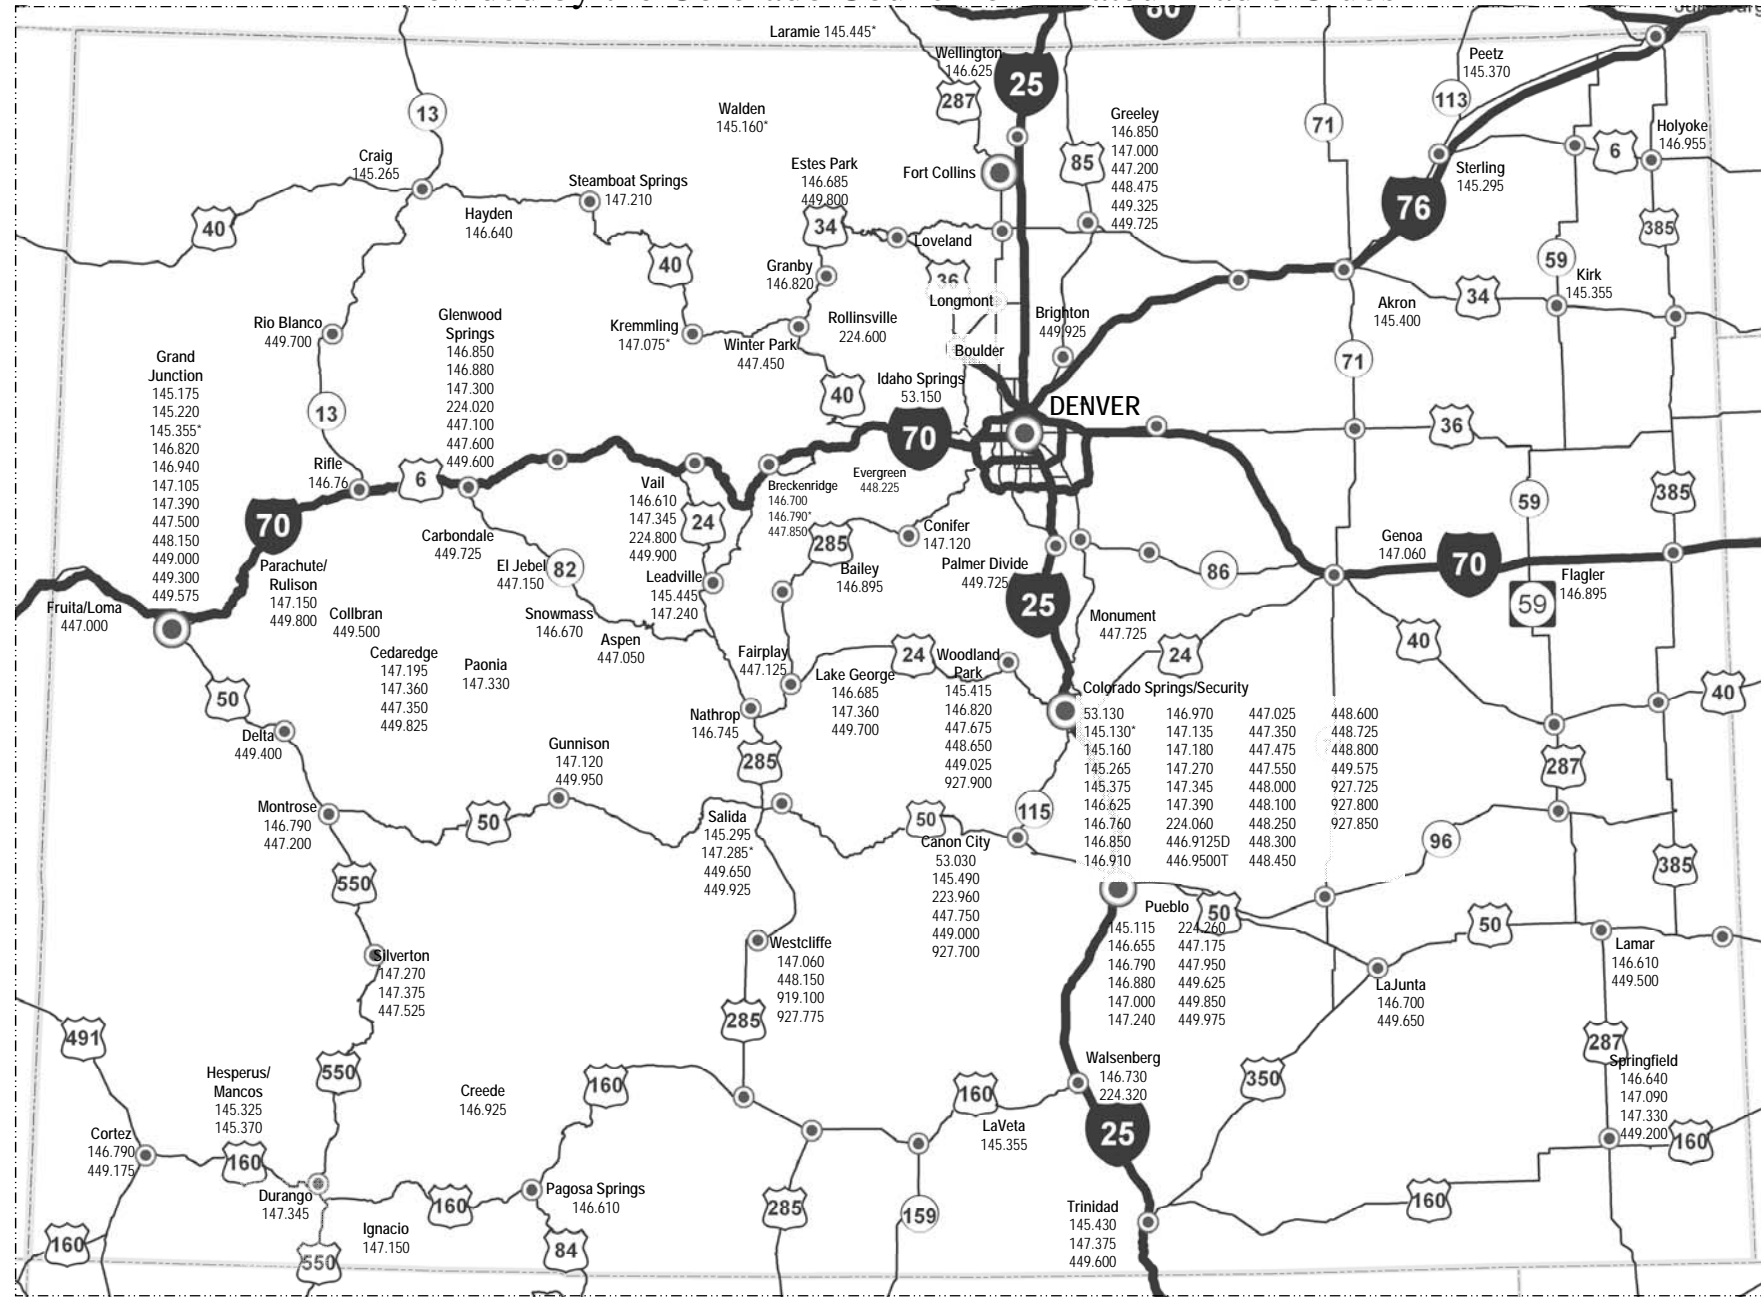 Laramie 145.445*
80
Wellington
146.625
25
287
Peetz
145.370
113
13
Walden
145.160*
Greeley
146.850
147.000
447.200
448.475
449.325
449.725
71
Holyoke
146.955
6
Craig
145.265
Estes Park
146.685
449.800
Fort Collins
85
Sterling
145.295
Steamboat Springs
147.210
76
40
Hayden
146.640
34
385
Loveland
40
Granby
146.820
36
59
Kirk
145.355
34
Longmont
Akron
145.400
Glenwood
Springs
146.850
146.880
147.300
224.020
447.100
447.600
449.600
Rio Blanco
449.700
Kremmling
147.075*
Rollinsville
224.600
Brighton
449.925
Winter Park
447.450
Boulder
71
Grand
Junction
145.175
145.220
145.355*
146.820
146.940
147.105
147.390
447.500
448.150
449.000
449.300
449.575
13
40
Idaho Springs
53.150
DENVER
70
36
Rifle
146.76
6
Evergreen
448.225
Vail
146.610
147.345
224.800
449.900
Breckenridge
146.700
146.790*
447.850
59
385
70
24
Conifer
147.120
Carbondale
449.725
285
Genoa
147.060
70
El Jebel
447.150
82
Bailey
146.895
Palmer Divide
449.725
86
Parachute/
Rulison
147.150
449.800
Leadville
145.445
147.240
Flagler
146.895
59
25
Fruita/Loma
447.000
Collbran
449.500
Snowmass
146.670
Monument
447.725
Aspen
447.050
40
Cedaredge
147.195
147.360
447.350
449.825
Paonia
147.330
Fairplay
447.125
24
Woodland
Park
145.415
146.820
447.675
448.650
449.025
927.900
24
Lake George
146.685
147.360
449.700
50
Colorado Springs/Security
53.130 146.970 447.025 448.600
145.130* 147.135 447.350 448.725
145.160 147.180 447.475 448.800
145.265 147.270 447.550 449.575
145.375 147.345 448.000 927.725
146.625 147.390 448.100 927.800
146.760 224.060 448.250 927.850
146.850 446.9125D 448.300
146.910 446.9500T 448.450
40
Nathrop
146.745
Delta
449.400
Gunnison
147.120
449.950
285
287
Montrose
146.790
447.200
50
Salida
145.295
147.285*
449.650
449.925
50
115
96
Canon City
53.030
145.490
223.960
447.750
449.000
927.700
385
550
Pueblo
145.115 224.260
146.655 447.175
146.790 447.950
146.880 449.625
147.000 449.850
147.240 449.975
50
50
Silverton
147.270
147.375
447.525
Westcliffe
147.060
448.150
919.100
927.775
Lamar
146.610
449.500
LaJunta
146.700
449.650
285
491
287
Walsenberg
146.730
224.320
Springfield
146.640
147.090
147.330
449.200
550
Hesperus/
Mancos
145.325
145.370
Creede
146.925
160
160
350
LaVeta
145.355
25
Cortez
146.790
449.175
160
160
Durango
147.345
160
Pagosa Springs
146.610
285
159
160
Trinidad
145.430
147.375
449.600
Ignacio
147.150
160
550
84